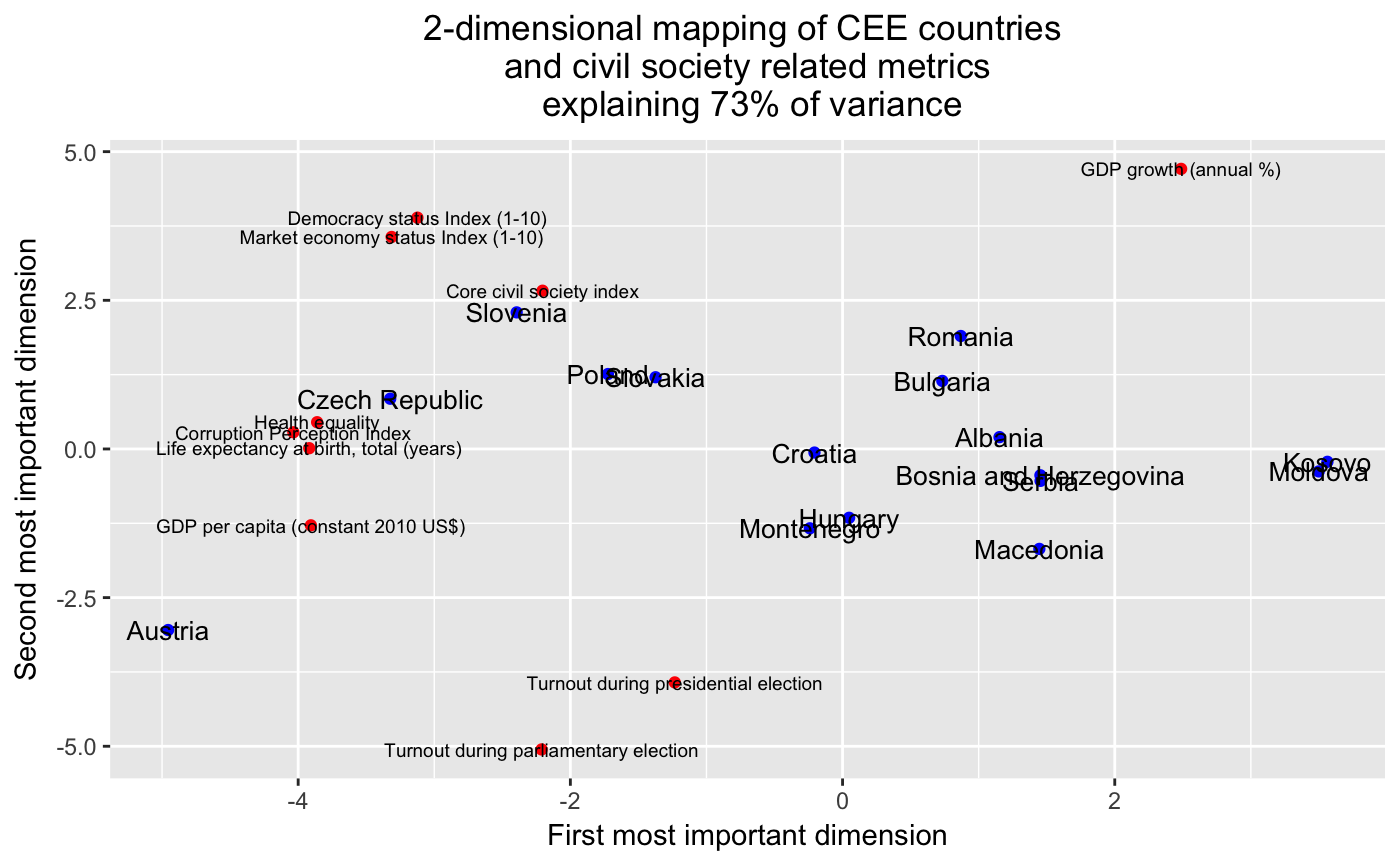 2-dimensional mapping of CEE countries
and civil society related metrics
explaining 73% of variance
Second most important dimension
5.0
2.5
0.0
-2.5
-5.0
GDP growth (annual %)
Democracy status Index (1-10)
Market economy status Index (1-10)
Core civil society index
Slovenia
Romania
Poland
Slovakia
Bulgaria
Czech Republic
Health equality
Corruption Perception Index
Albania
Life expectancy at birth, total (years)
Croatia
Kosovo
Moldova
Bosnia and Herzegovina
Serbia
Hungary
Montenegro
GDP per capita (constant 2010 US$)
Macedonia
Austria
Turnout during presidential election
Turnout during parliamentary election
-4
-2
0
2
First most important dimension